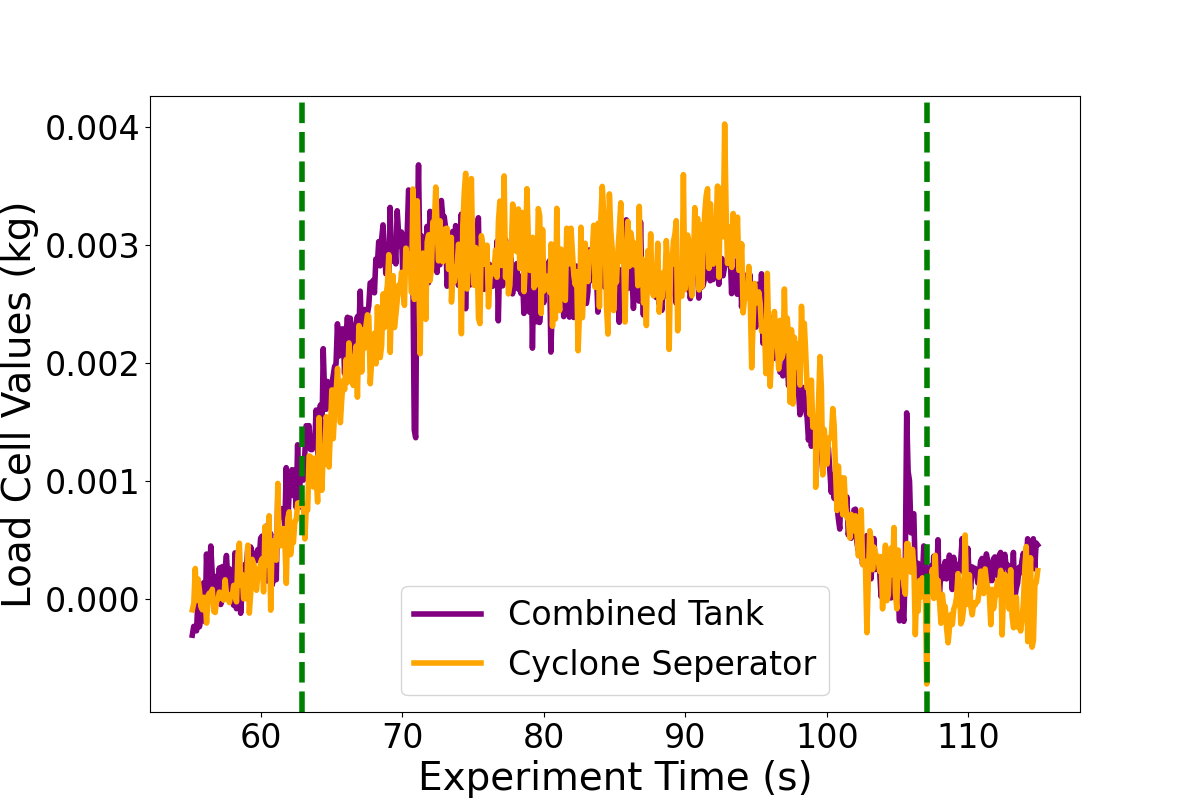 Load Cell Values (kg)
0.004
0.003
0.002
0.001
0.000
Combined Tank
Cyclone Seperator
60 70 80 90 100 110
Experiment Time (s)